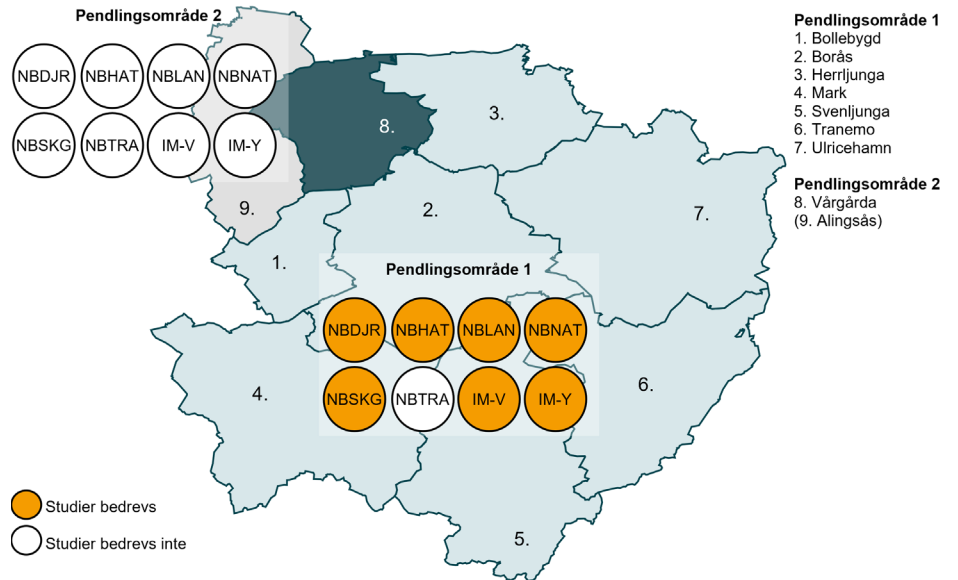 Pendlingsområde 2
NBDJR NBHAT NBLAN NBNAT
NBSKG NBTRA IM-V IM-Y
Pendlingsområde 1
1. Bollebygd
2. Borås
3. Herrljunga
4. Mark
5. Svenljunga
6. Tranemo
7. Ulricehamn
Pendlingsområde 2
8. Vårgårda
(9. Alingsås)
3.
8.
9.
2.
7.
1.
Pendlingsområde 1
NBDJR NBHAT NBLAN NBNAT
NBSKG NBTRA IM-V IM-Y
4.
6.
5.
Studier bedrevs
Studier bedrevs inte